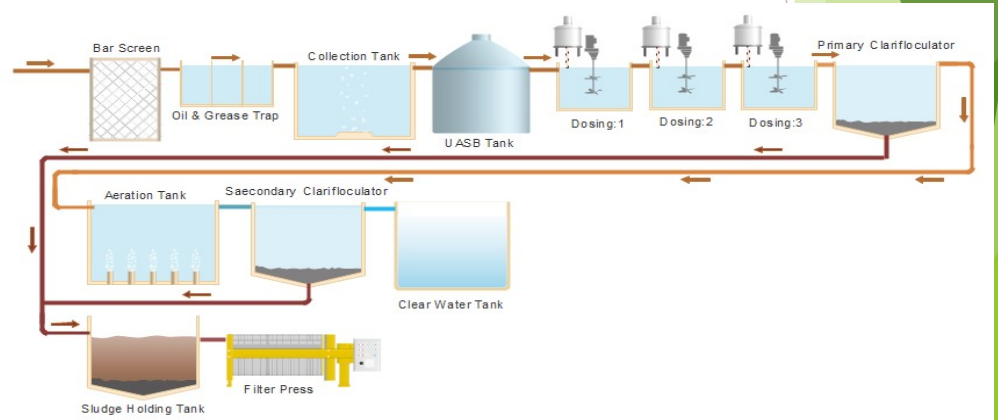 Bar Screen
Collection Tank
Primary Clarifloculator
Oil & Grease Trap
UASB Tank
Dosing:1
Dosing:2
Dosing:3
Aeration Tank
Saecondary Clarifloculator
Clear Water Tank
Filter Press
Sludge Holding Tank